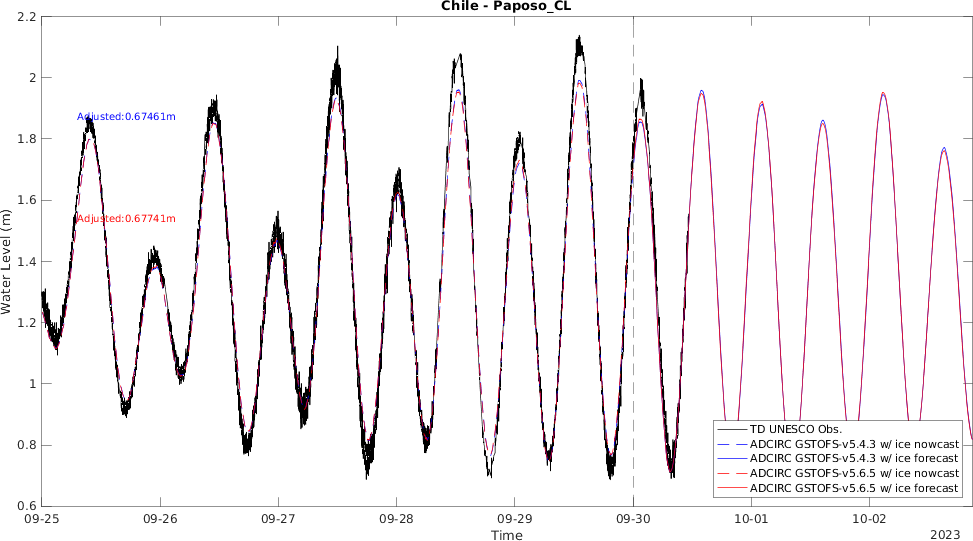 Chile - Paposo_CL
2.2
2
1.8
1.6
1.4
1.2
1
0.8
0.6
Water Level (m)
Adjusted:0.67461m
Adjusted:0.67741m
TD UNESCO Obs.
ADCIRC GSTOFS-v5.4.3 w/ ice nowcast
ADCIRC GSTOFS-v5.4.3 w/ ice forecast
ADCIRC GSTOFS-v5.6.5 w/ ice nowcast
ADCIRC GSTOFS-v5.6.5 w/ ice forecast
09-25 09-26 09-27 09-28 09-29 09-30 10-01 10-02
Time
2023